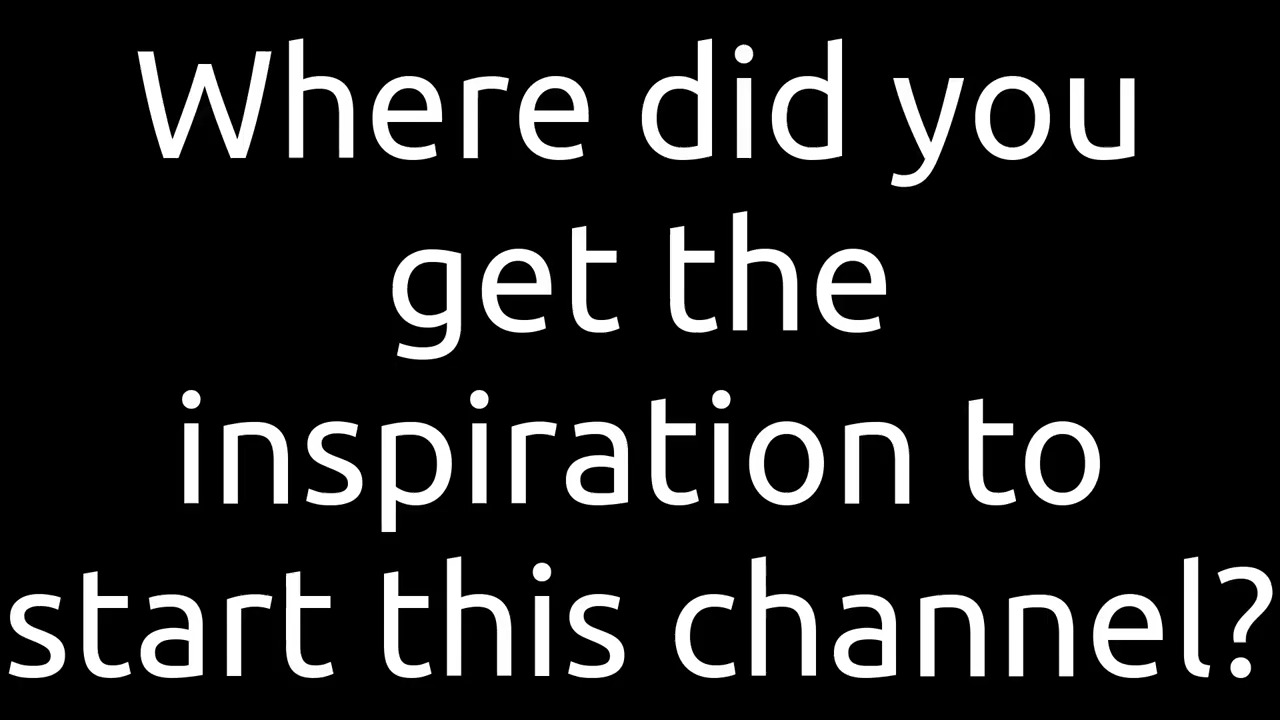 Where did you
get the
inspiration to
start this channel?